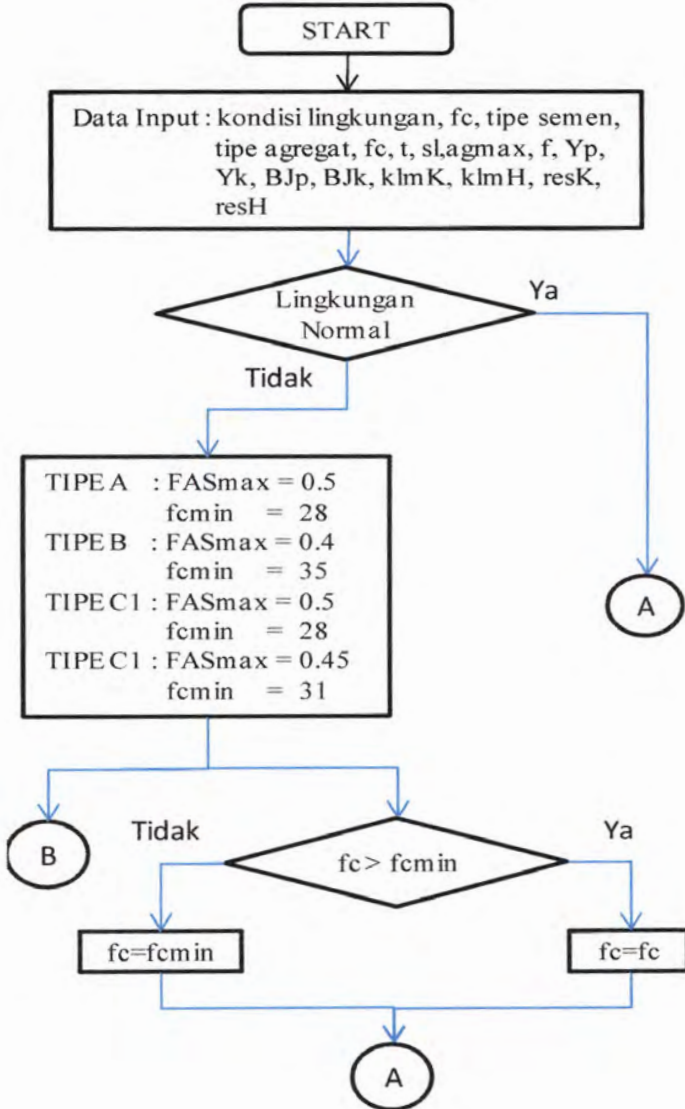 START
Data Input : kondisi lingkungan, fc, tipe semen,
tipe agregat, fc, t, sl,agmax, f, Yp,
Yk, BJp, BJk, klmK, klmH, resK,
resH
Lingkungan
Normal
Ya
Tidak
TIPE A : FASmax = 0.5
fcmin = 28
TIPE B : FASmax = 0.4
fcmin = 35
TIPE C1 : FASmax = 0.5
fcmin = 28
TIPE C1 : FASmax = 0.45
fcmin = 31
A
B
Tidak
fc > fcmin
Ya
fc=fcmin
fc=fc
A